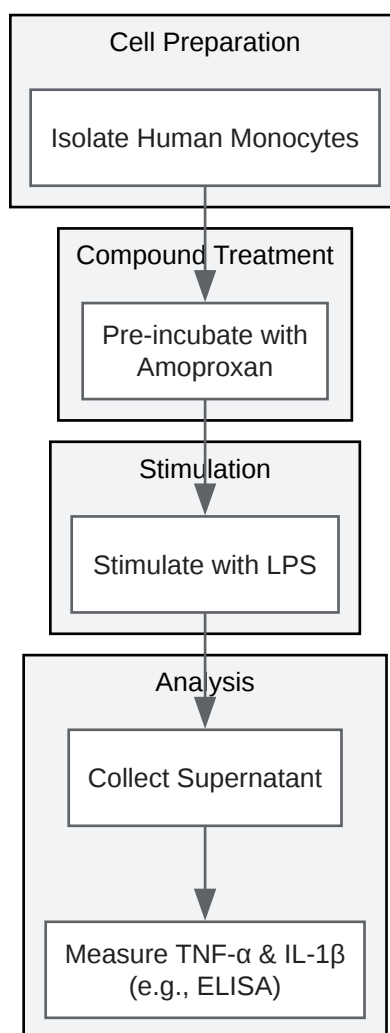 Cell Preparation
Isolate Human Monocytes
Compound Treatment
Pre-incubate with
Amoproxan
Stimulation
Stimulate with LPS
Analysis
Collect Supernatant
Measure TNF-α & IL-1β
(e.g., ELISA)